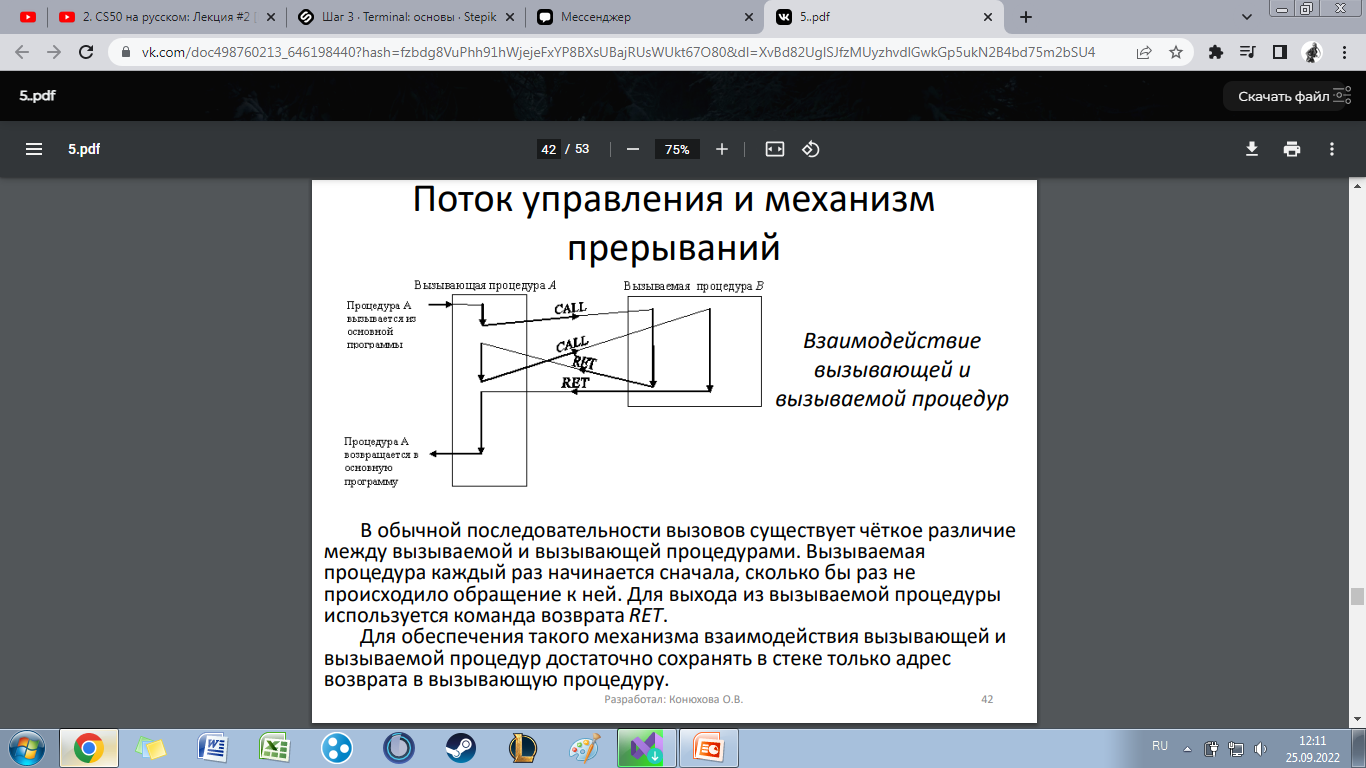 2. CS50 на русском: Лекция #2 [
Шаг 3 · Terminal: основы · Stepik
Мессенджер
5..pdf
vk.com/doc498760213_646198440?hash=fzbdg8VuPhh91hWjejeFxYP8BXsUBajRUsWUkt67O80&dl=XvBd82UgISJfzMUyzhvdlGwkGp5ukN2B4bd75m2bSU4
5..pdf
Скачать файл
5.pdf
42 / 53
75%
Поток управления и механизм
прерываний
Вызывающая процедура A
Вызываемая процедура B
Процедура А
вызывается из
основной
программы
CALL
CALL
RET
RET
Процедура А
возвращается в
основную
программу
Взаимодействие
вызывающей и
вызываемой процедур
В обычной последовательности вызовов существует чёткое различие
между вызываемой и вызывающей процедурами. Вызываемая
процедура каждый раз начинается сначала, сколько бы раз не
происходило обращение к ней. Для выхода из вызываемой процедуры
используется команда возврата RET.
Для обеспечения такого механизма взаимодействия вызывающей и
вызываемой процедур достаточно сохранять в стеке только адрес
возврата в вызывающую процедуру.
Разработал: Конюхова О.В.
42
RU
12:11
25.09.2022